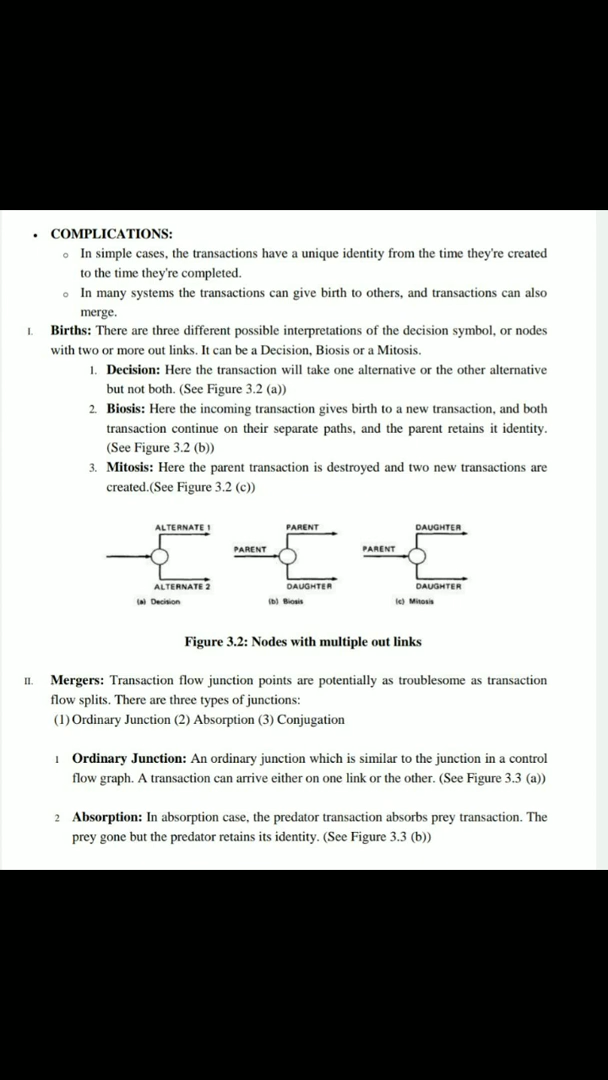 • COMPLICATIONS:
o In simple cases, the transactions have a unique identity from the time they're created
to the time they're completed.
o In many systems the transactions can give birth to others, and transactions can also
merge.
I. Births: There are three different possible interpretations of the decision symbol, or nodes
with two or more out links. It can be a Decision, Biosis or a Mitosis.
1. Decision: Here the transaction will take one alternative or the other alternative
but not both. (See Figure 3.2 (a))
2. Biosis: Here the incoming transaction gives birth to a new transaction, and both
transaction continue on their separate paths, and the parent retains it identity.
(See Figure 3.2 (b))
3. Mitosis: Here the parent transaction is destroyed and two new transactions are
created.(See Figure 3.2 (c))
ALTERNATE 1 PARENT DAUGHTER
PARENT PARENT
ALTERNATE 2 DAUGHTER DAUGHTER
(a) Decision (b) Biosis (c) Mitosis
Figure 3.2: Nodes with multiple out links
II. Mergers: Transaction flow junction points are potentially as troublesome as transaction
flow splits. There are three types of junctions:
(1) Ordinary Junction (2) Absorption (3) Conjugation
1 Ordinary Junction: An ordinary junction which is similar to the junction in a control
flow graph. A transaction can arrive either on one link or the other. (See Figure 3.3 (a))
2 Absorption: In absorption case, the predator transaction absorbs prey transaction. The
prey gone but the predator retains its identity. (See Figure 3.3 (b))